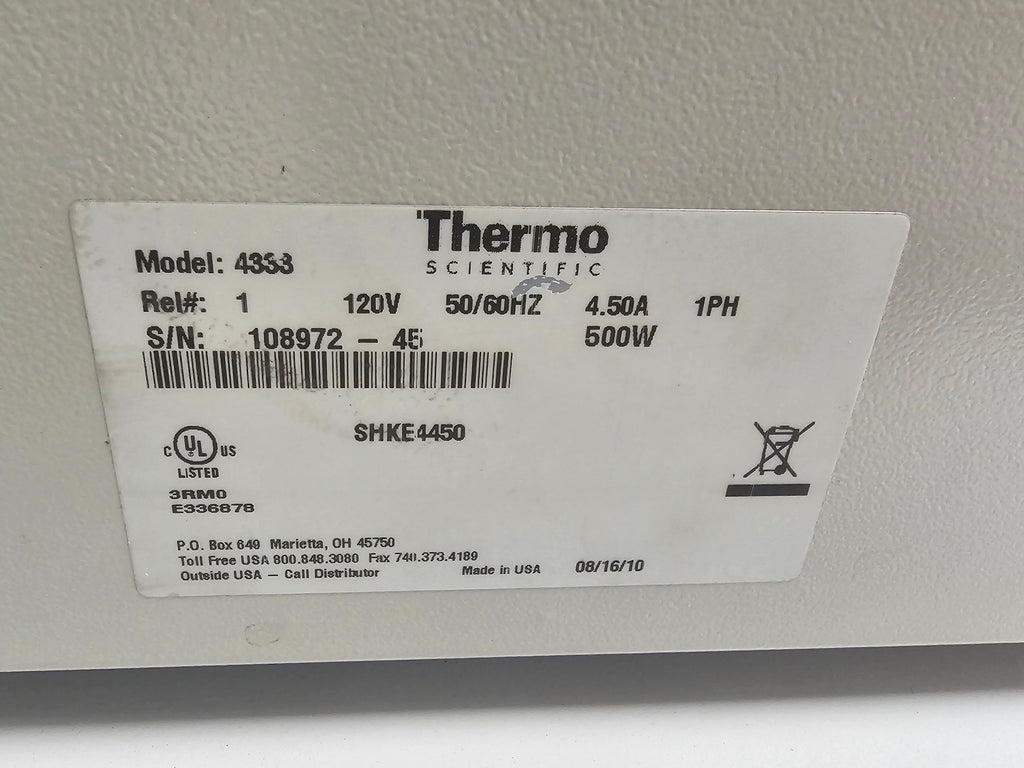 Thermo
SCIENTIFIC
Model: 4333
Rel#: 1 120V 50/60HZ 4.50A 1PH
S/N: 108972 – 45 500W
SHKE4450
C UL US
LISTED
3RM0
E336878
P.O. Box 649 Marietta, OH 45750
Toll Free USA 800.848.3080 Fax 740.373.4189
Outside USA – Call Distributor Made in USA 08/16/10